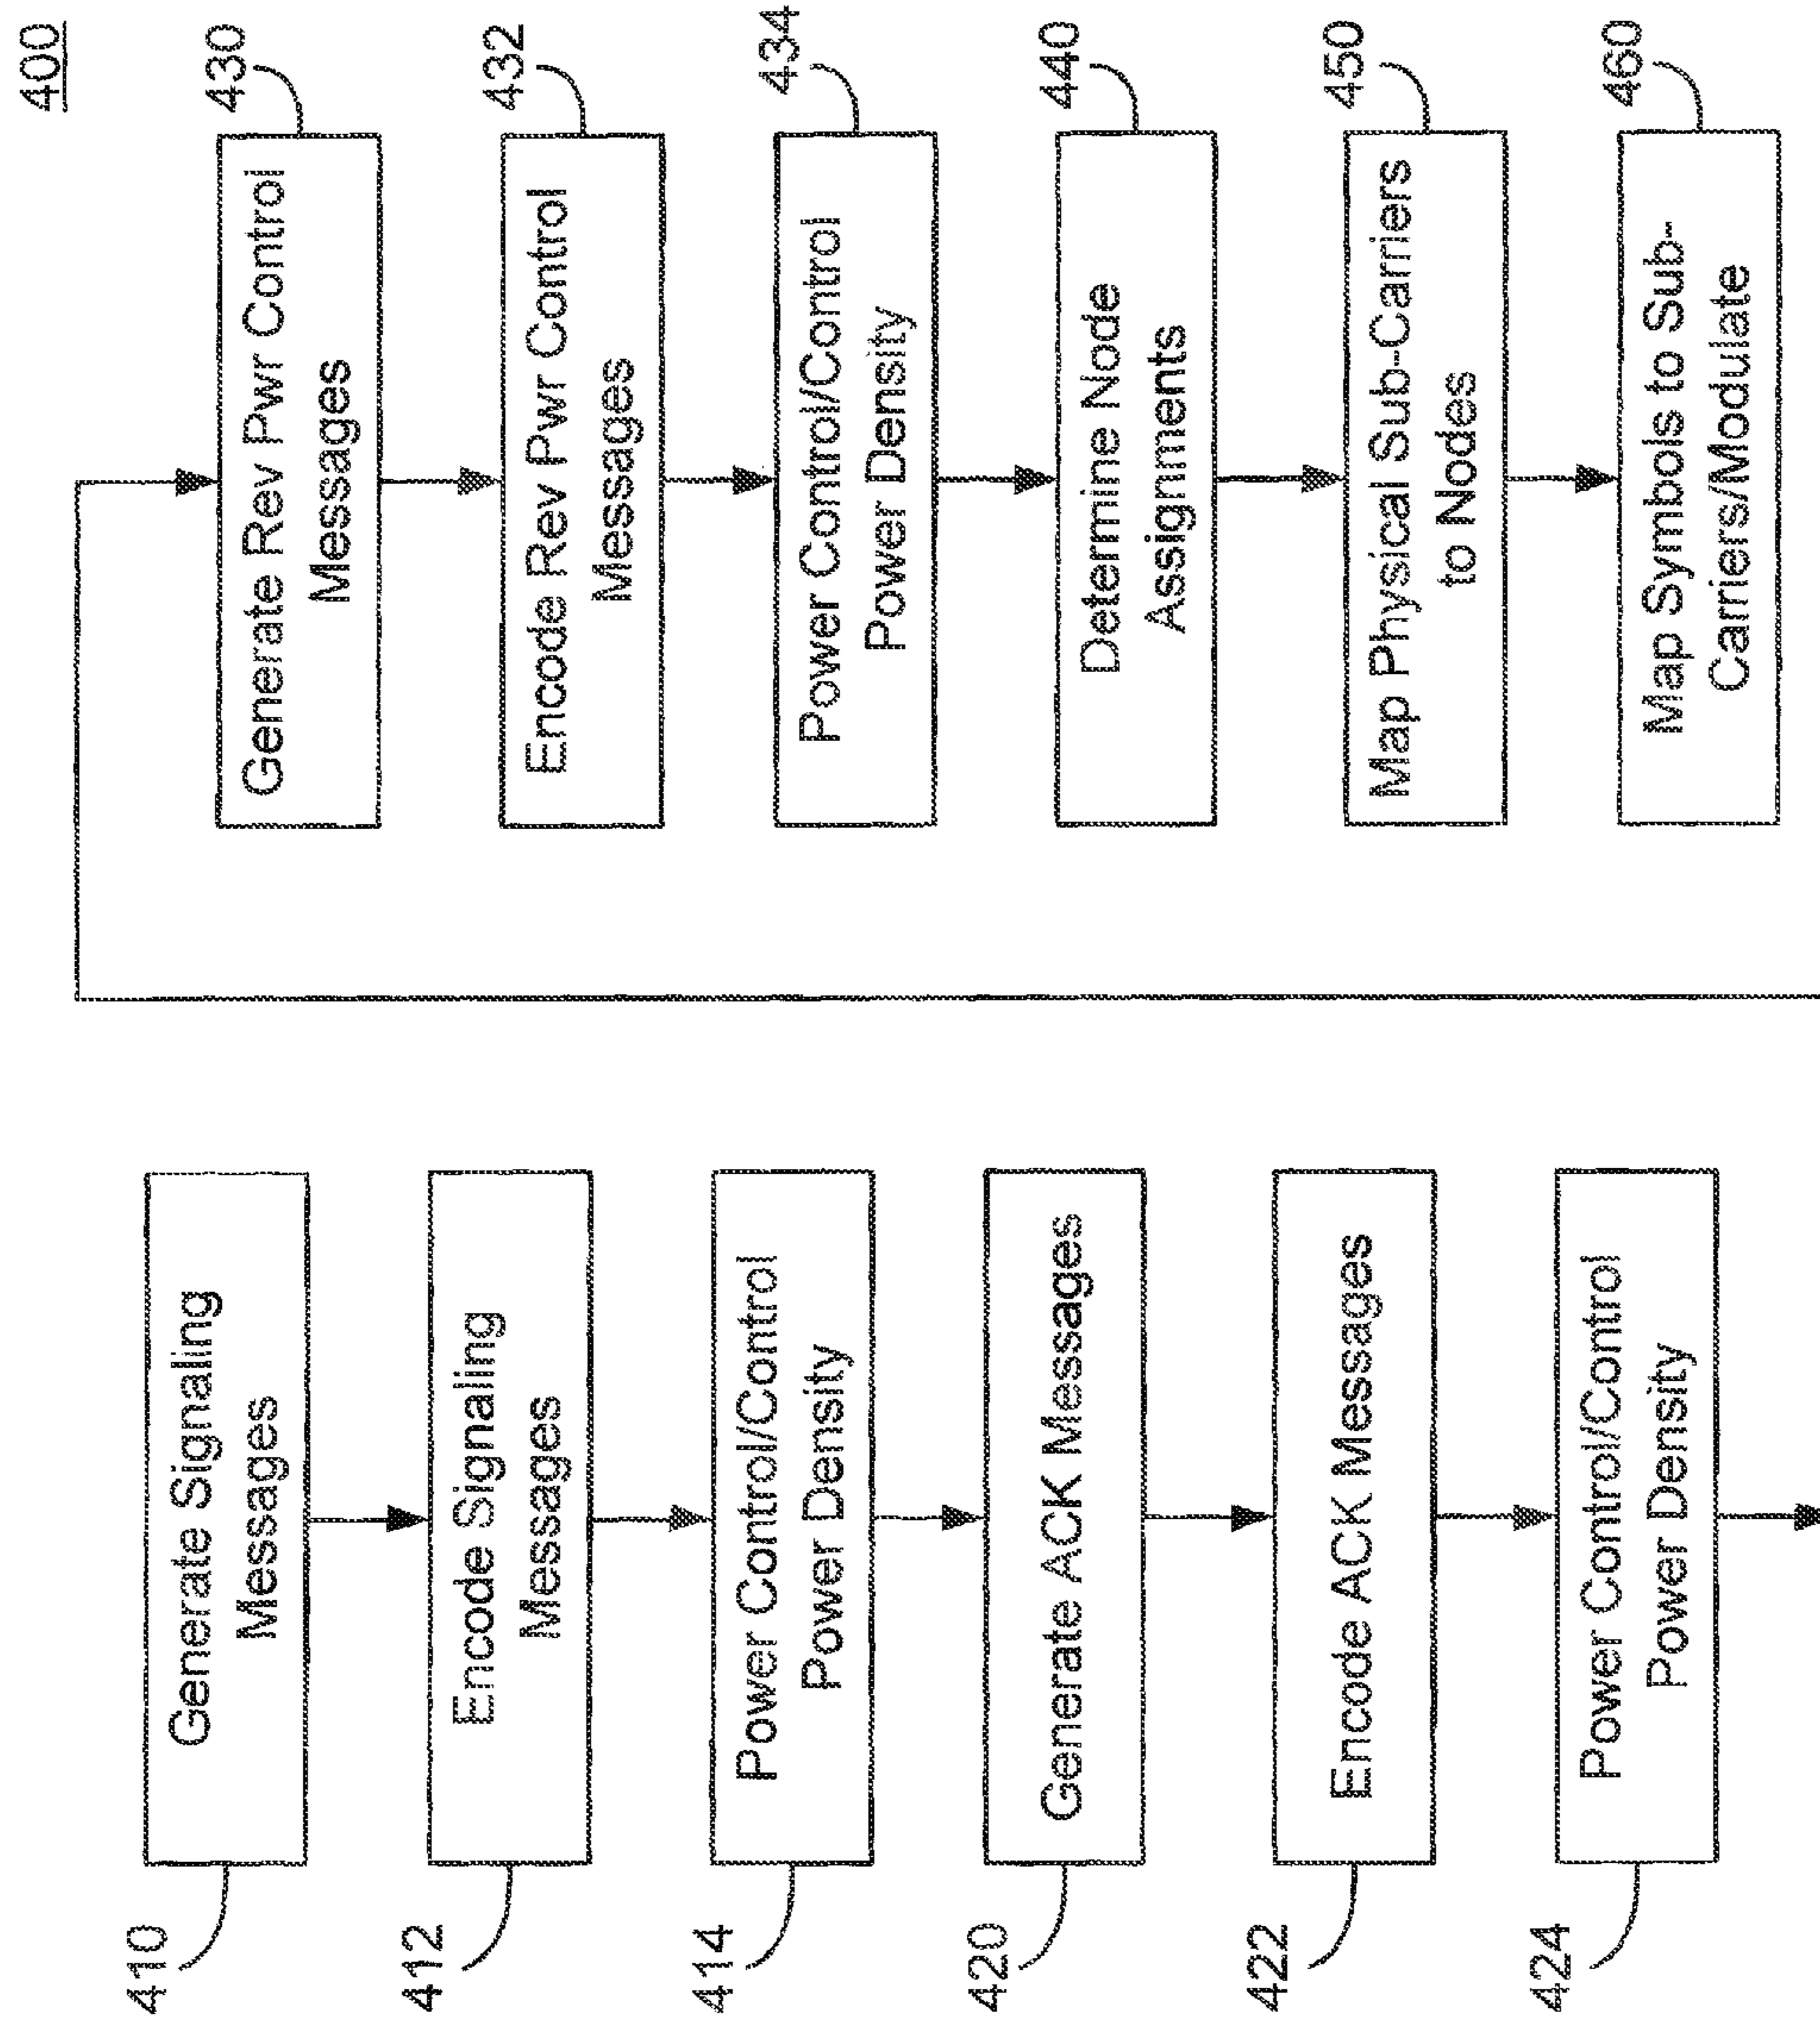 400
410
Generate Signaling
Messages
412
Encode Signaling
Messages
414
Power Control/Control
Power Density
420
Generate ACK Messages
422
Encode ACK Messages
424
Power Control/Control
Power Density
430
Generate Rev Pwr Control
Messages
432
Encode Rev Pwr Control
Messages
434
Power Control/Control
Power Density
440
Determine Node
Assignments
450
Map Physical Sub-Carriers
to Nodes
460
Map Symbols to Sub-
Carriers/Modulate